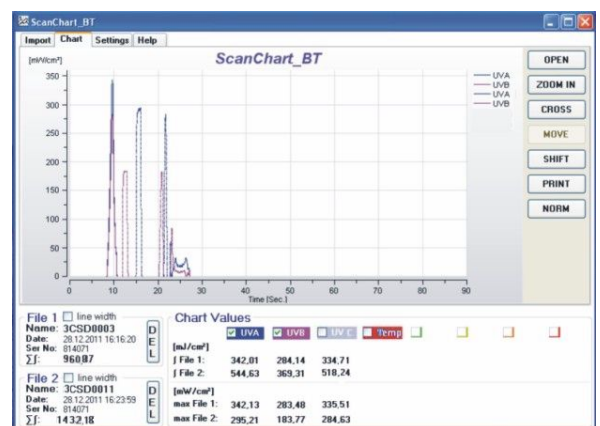 ScanChart_BT
Import Chart Settings Help
ScanChart_BT
[mW/cm²]
350
300
250
200
150
100
50
0
0 10 20 30 40 50 60 70 80 90
Time [Sec.]
UVA
UVB
UVA
UVB
OPEN
ZOOM IN
CROSS
MOVE
SHIFT
PRINT
NORM
File 1 line width
Name: 3CSD0003
Date: 28.12.2011 16:16:20
Ser No: 814071
∑∫: 960,87
DEL
File 2 line width
Name: 3CSD0011
Date: 28.12.2011 16:23:59
Ser No: 814071
∑∫: 1432,18
DEL
Chart Values
UVA UVB UV C Temp
[mJ/cm²]
∫ File 1: 342,01 284,14 334,71
∫ File 2: 544,63 369,31 518,24
[mW/cm²]
max File 1: 342,13 283,48 335,51
max File 2: 295,21 183,77 284,63